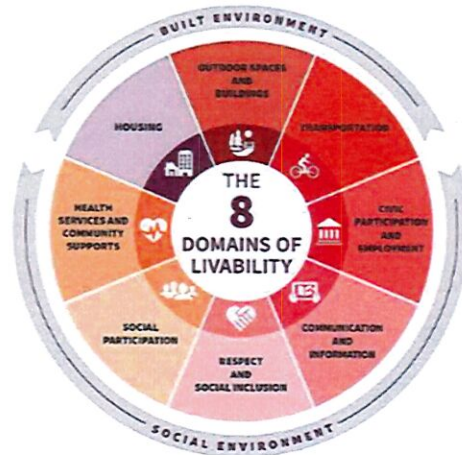 BUILT ENVIRONMENT
OUTDOOR SPACES
AND
BUILDINGS
TRANSPORTATION
CIVIC
PARTICIPATION
AND
EMPLOYMENT
COMMUNICATION
AND
INFORMATION
RESPECT
AND
SOCIAL INCLUSION
SOCIAL
PARTICIPATION
HEALTH
SERVICES AND
COMMUNITY
SUPPORTS
HOUSING
THE
8
DOMAINS OF
LIVABILITY
SOCIAL ENVIRONMENT